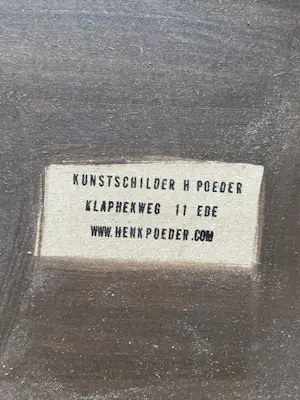 KUNSTSCHILDER H POEDER
KLAPHEKWEG 11 EDE
WWW.HENKPOEDER.COM